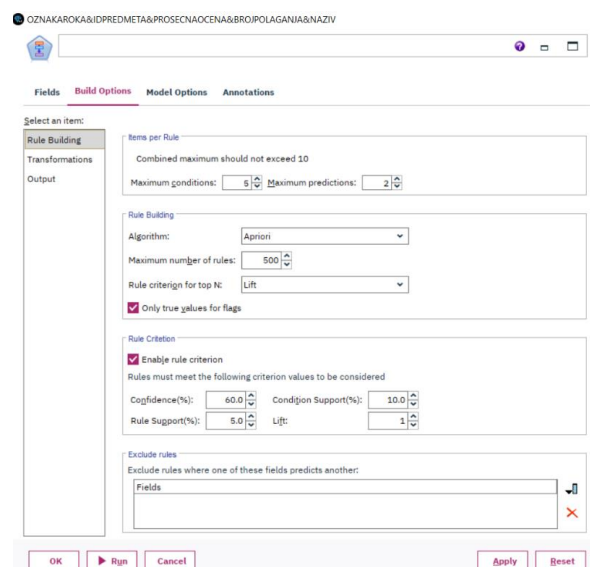 OZNAKAROKA&IDPREDMETA&PROSECNAOCENA&BROJPOLAGANJA&NAZIV
Fields Build Options Model Options Annotations
Select an item:
Rule Building
Transformations
Output
Items per Rule
Combined maximum should not exceed 10
Maximum conditions: 5 Maximum predictions: 2
Rule Building
Algorithm: Apriori
Maximum number of rules: 500
Rule criterion for top N: Lift
Only true values for flags
Rule Critetion
Enable rule criterion
Rules must meet the following criterion values to be considered
Confidence(%): 60.0 Condition Support(%): 10.0
Rule Support(%): 5.0 Lift: 1
Exclude rules
Exclude rules where one of these fields predicts another:
Fields
OK Run Cancel Apply Reset